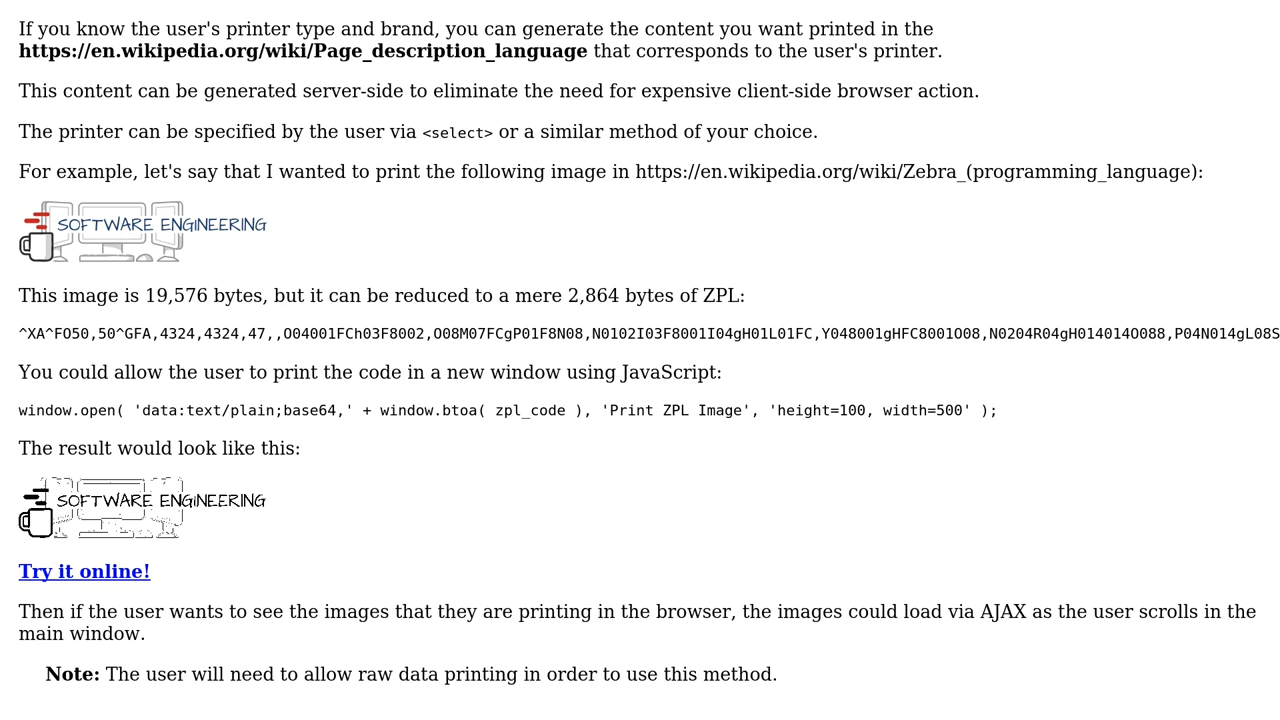 If you know the user's printer type and brand, you can generate the content you want printed in the
https://en.wikipedia.org/wiki/Page_description_language that corresponds to the user's printer.
This content can be generated server-side to eliminate the need for expensive client-side browser action.
The printer can be specified by the user via <select> or a similar method of your choice.
For example, let's say that I wanted to print the following image in https://en.wikipedia.org/wiki/Zebra_(programming_language):
SOFTWARE ENGINEERING
This image is 19,576 bytes, but it can be reduced to a mere 2,864 bytes of ZPL:
^XA^FO50,50^GFA,4324,4324,47,,O04001FCh03F8002,O08M07FCgP01F8N08,N0102I03F8001I04gH01L01FC,Y048001gHFC8001O08,N0204R04gH014014O088,P04N014gL08S
You could allow the user to print the code in a new window using JavaScript:
window.open( 'data:text/plain;base64,' + window.btoa( zpl_code ), 'Print ZPL Image', 'height=100, width=500' );
The result would look like this:
SOFTWARE ENGINEERING
Try it online!
Then if the user wants to see the images that they are printing in the browser, the images could load via AJAX as the user scrolls in the
main window.
Note: The user will need to allow raw data printing in order to use this method.